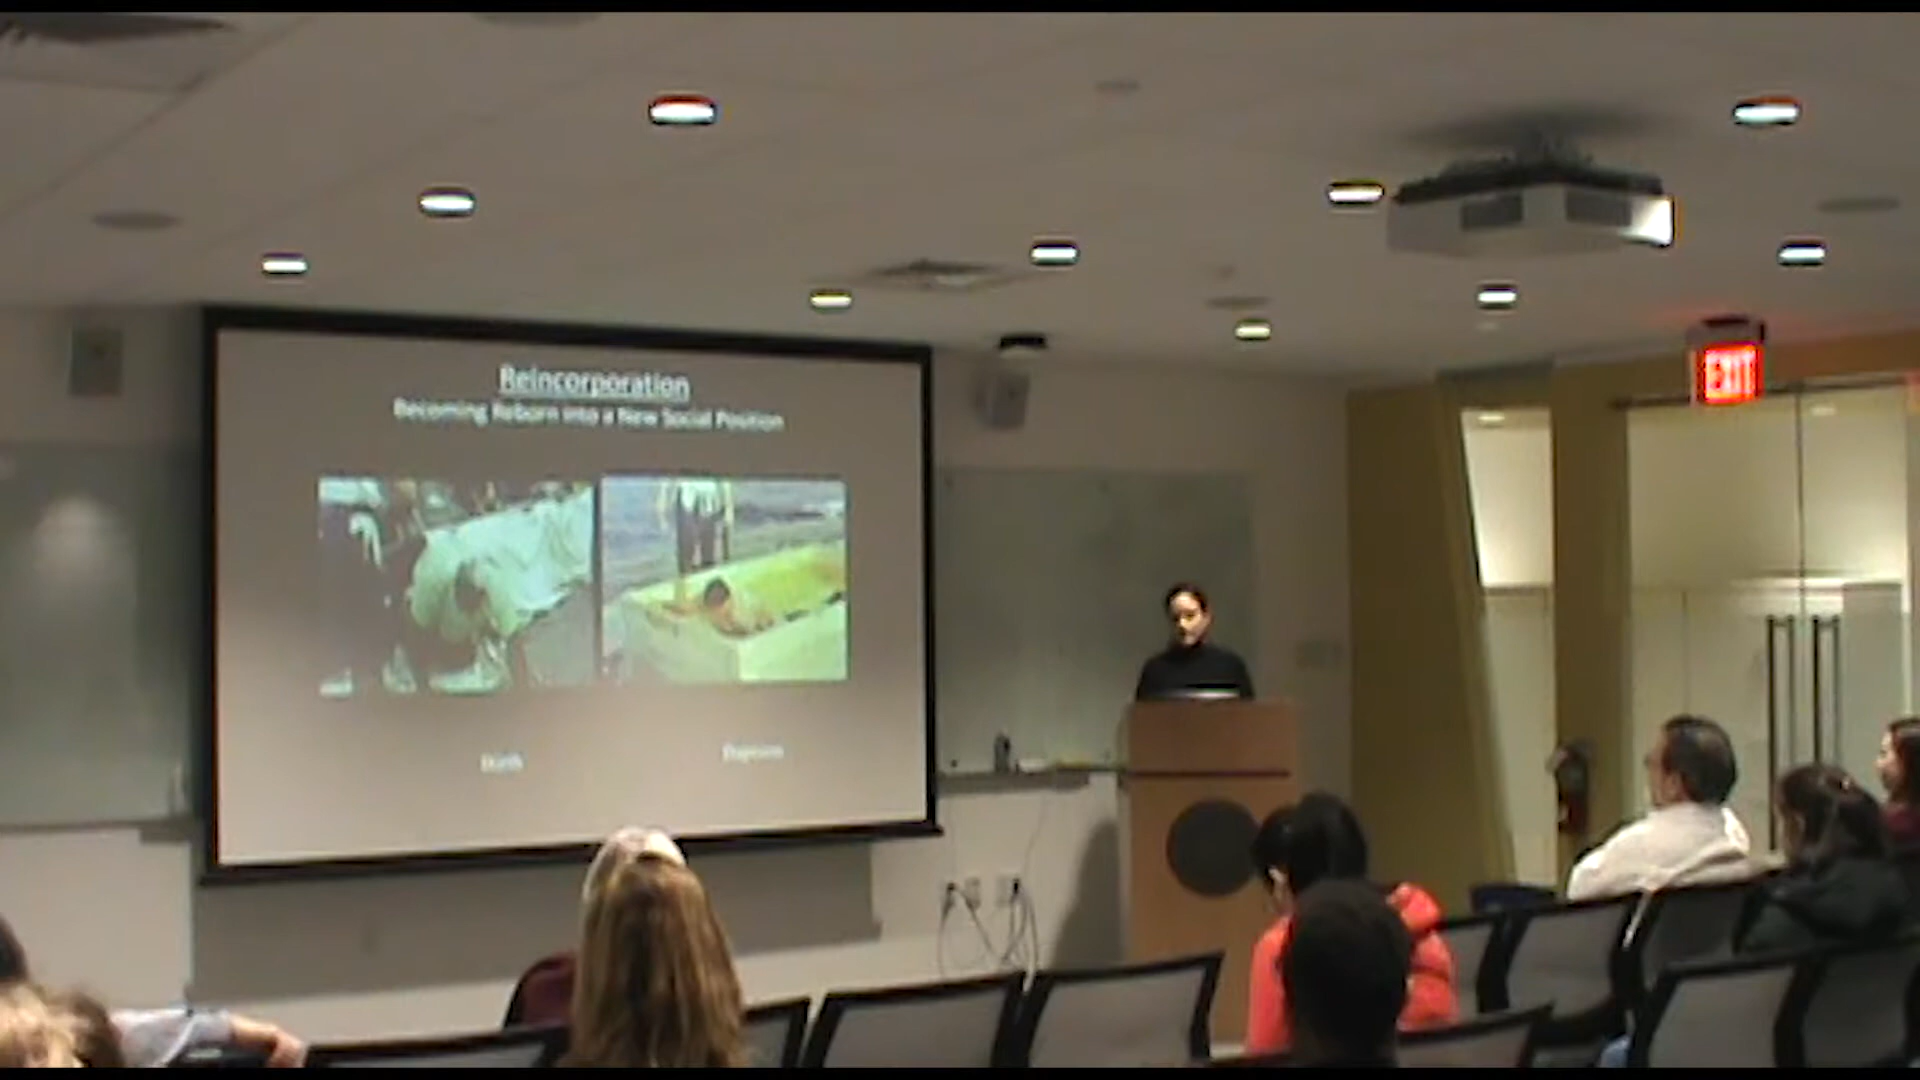 Reincorporation
Becoming Reborn into a New Social Position
Birth
Baptism
EXIT